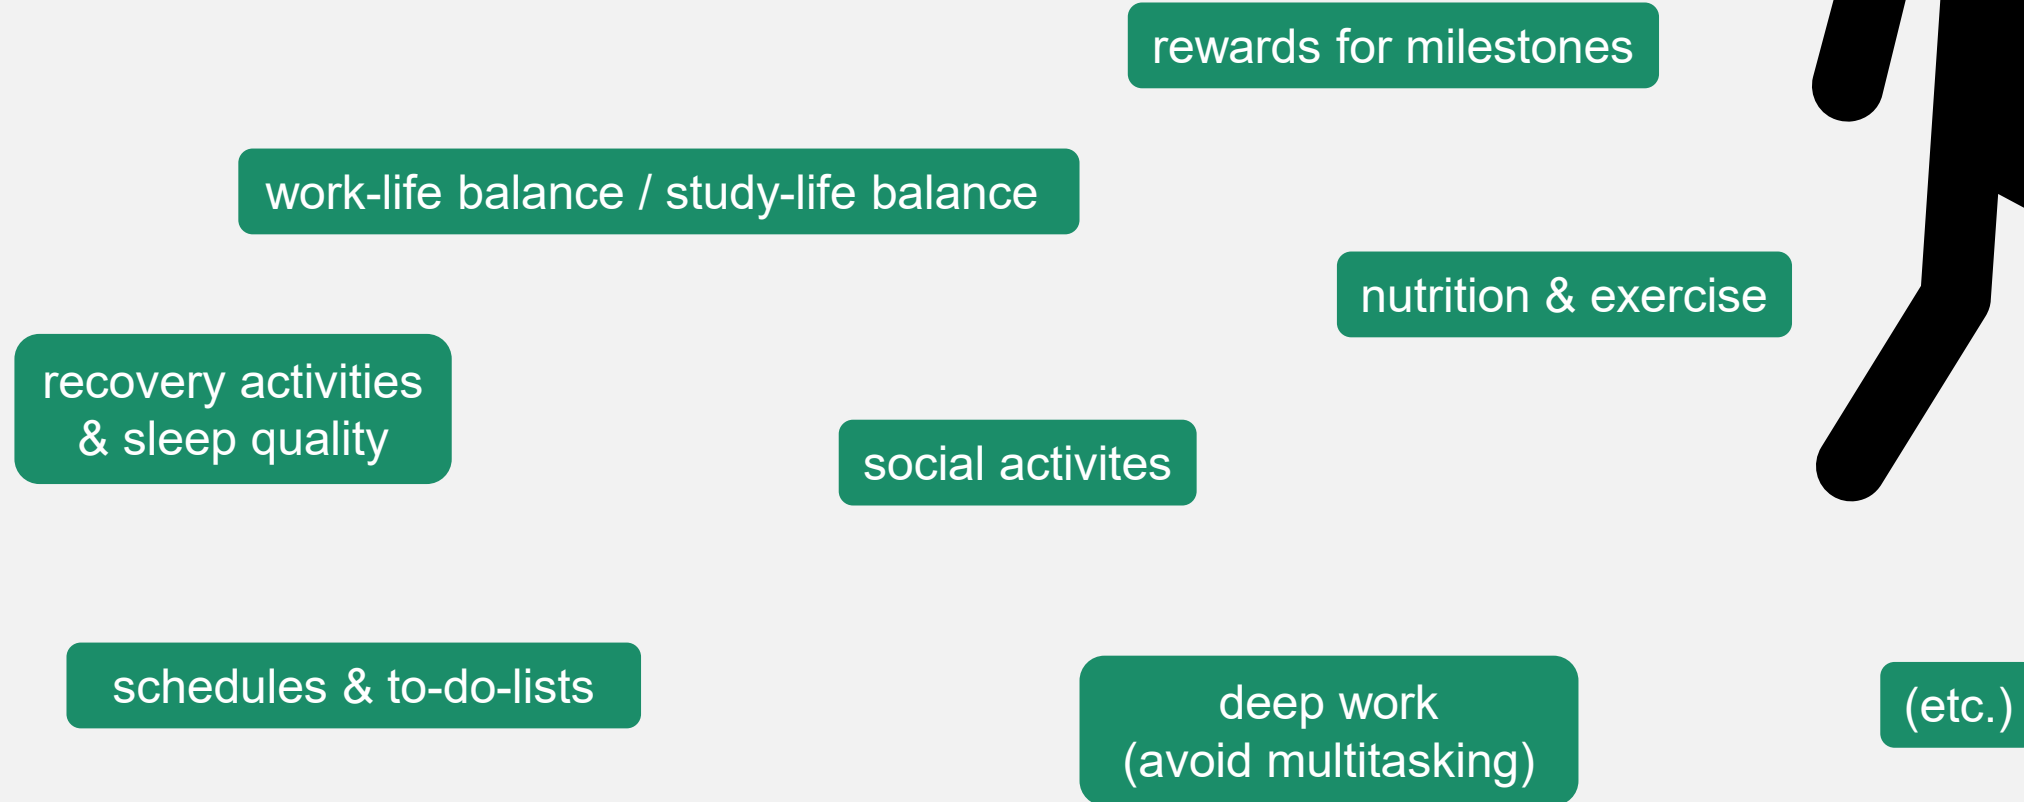 rewards for milestones
work-life balance / study-life balance
nutrition & exercise
recovery activities
& sleep quality
social activites
schedules & to-do-lists
deep work
(avoid multitasking)
(etc.)